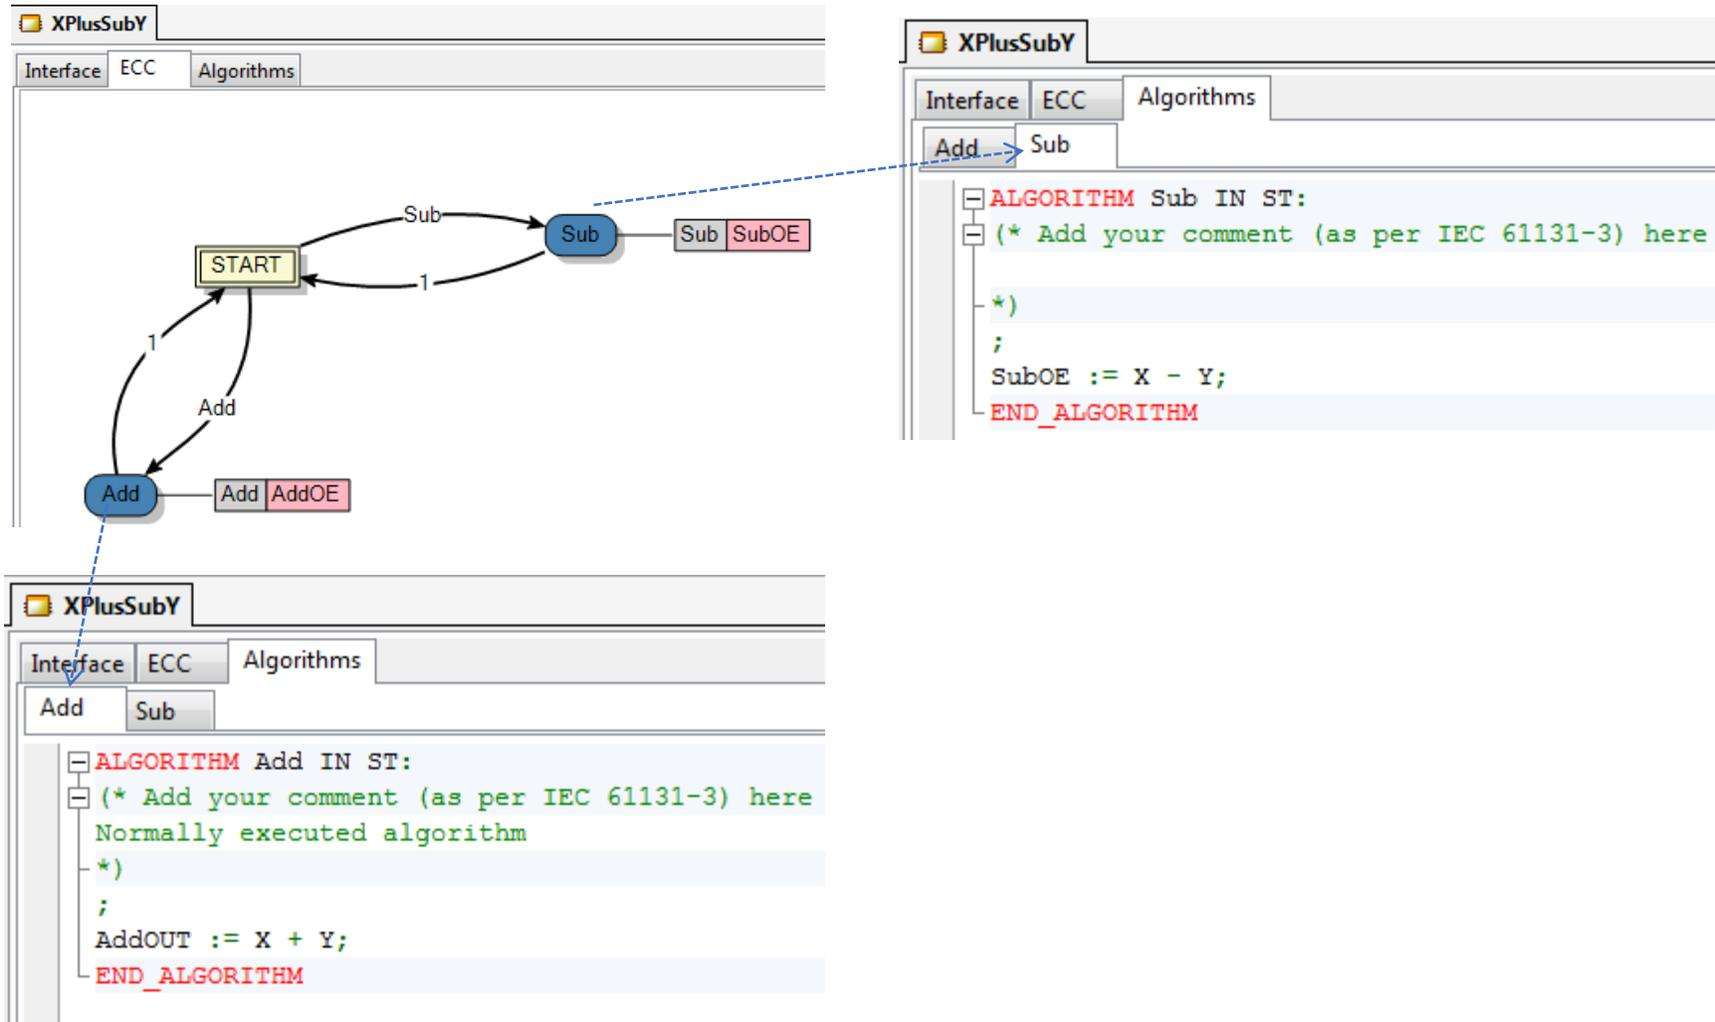 XPlusSubY
Interface ECC Algorithms
Sub
Sub
Sub SubOE
START
1
1
Add
Add
Add AddOE
XPlusSubY
Interface ECC Algorithms
Add Sub
ALGORITHM Sub IN ST:
(* Add your comment (as per IEC 61131-3) here
*)
;
SubOE := X - Y;
END_ALGORITHM
XPlusSubY
Interface ECC Algorithms
Add Sub
ALGORITHM Add IN ST:
(* Add your comment (as per IEC 61131-3) here
Normally executed algorithm
*)
;
AddOUT := X + Y;
END_ALGORITHM